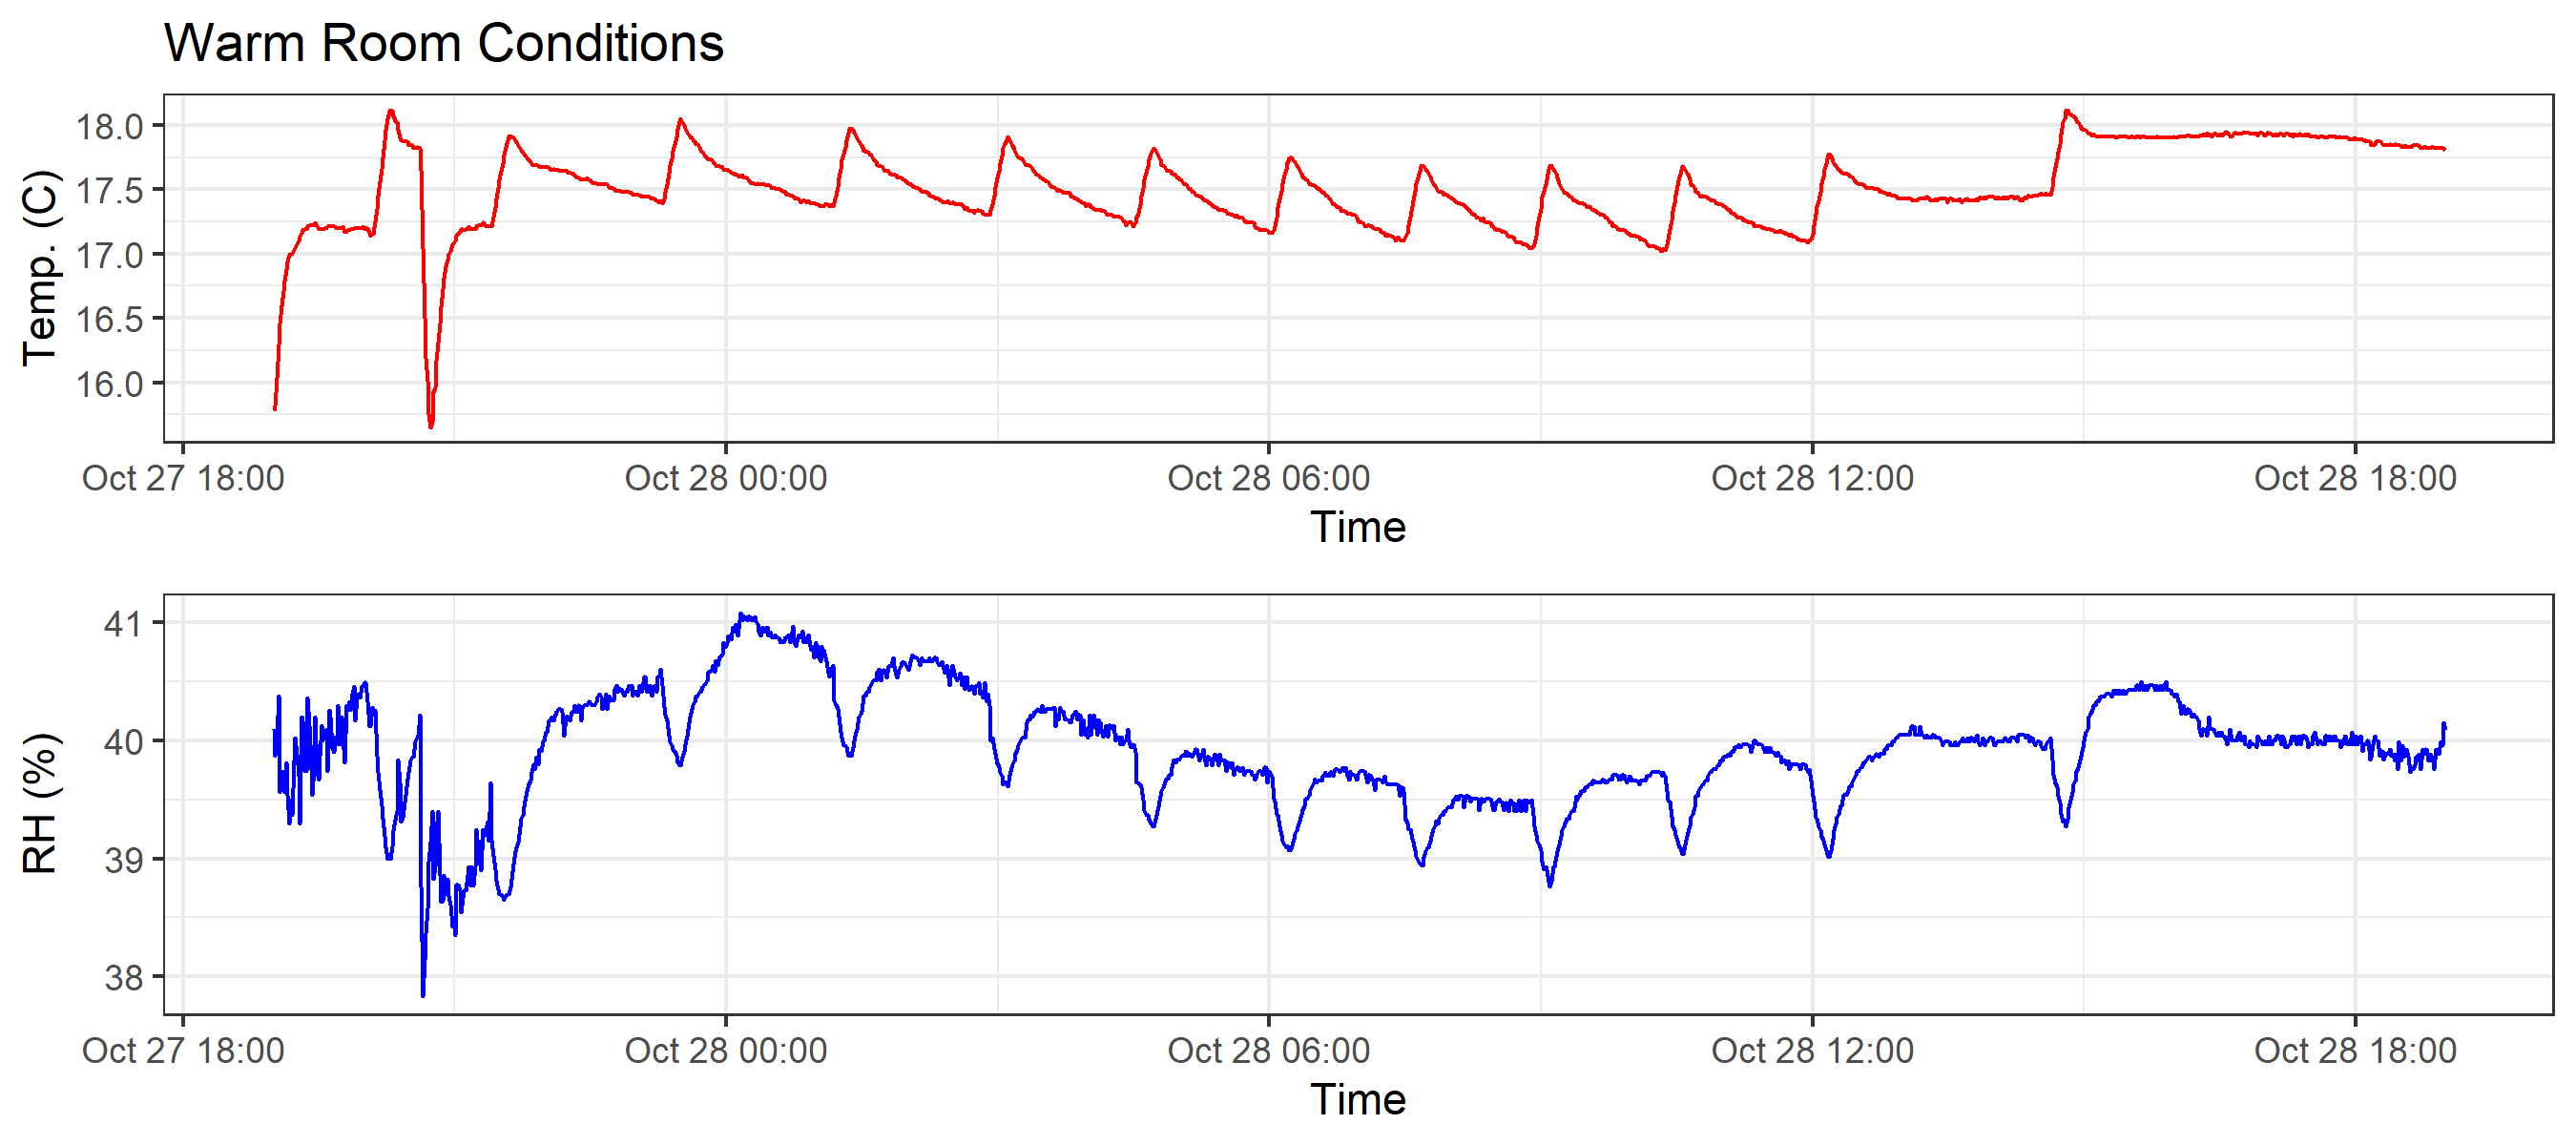 Warm Room Conditions
Temp. (C)
18.0
17.5
17.0
16.5
16.0
Oct 27 18:00 Oct 28 00:00 Oct 28 06:00 Oct 28 12:00 Oct 28 18:00
Time
RH (%)
41
40
39
38
Oct 27 18:00 Oct 28 00:00 Oct 28 06:00 Oct 28 12:00 Oct 28 18:00
Time